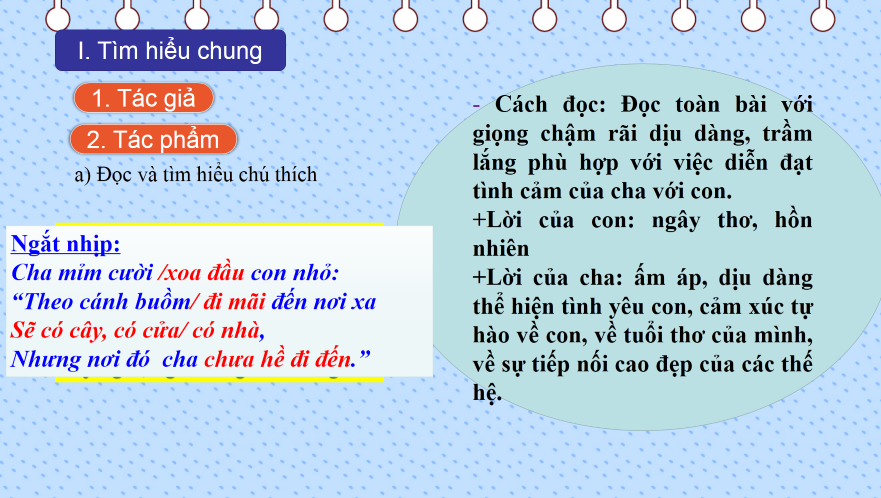 I. Tìm hiểu chung
1. Tác giả
2. Tác phẩm
a) Đọc và tìm hiểu chú thích
Ngắt nhịp:
Cha mỉm cười /xoa đầu con nhỏ:
“Theo cánh buồm/ đi mãi đến nơi xa
Sẽ có cây, có cửa/ có nhà,
Nhưng nơi đó cha chưa hề đi đến.”
- Cách đọc: Đọc toàn bài với
giọng chậm rãi dịu dàng, trầm
lắng phù hợp với việc diễn đạt
tình cảm của cha với con.
+Lời của con: ngây thơ, hồn
nhiên
+Lời của cha: ấm áp, dịu dàng
thể hiện tình yêu con, cảm xúc tự
hào về con, về tuổi thơ của mình,
về sự tiếp nối cao đẹp của các thế
hệ.